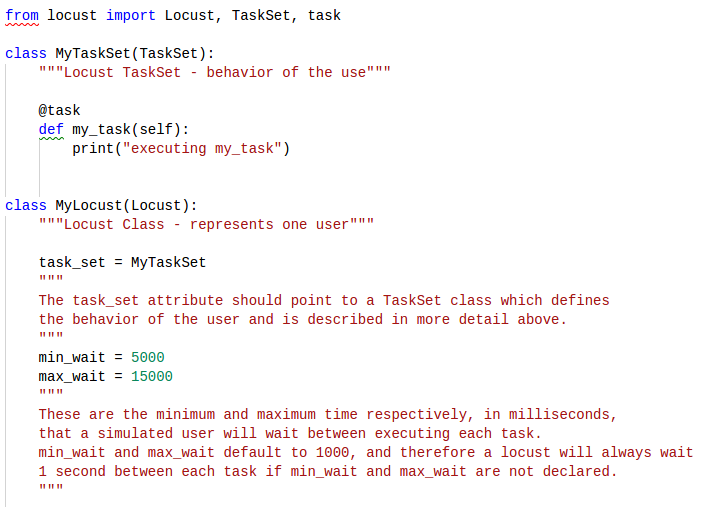 from locust import Locust, TaskSet, task
class MyTaskSet(TaskSet):
"""Locust TaskSet - behavior of the use"""
@task
def my_task(self):
print("executing my_task")
class MyLocust(Locust):
"""Locust Class - represents one user"""
task_set = MyTaskSet
"""
The task_set attribute should point to a TaskSet class which defines
the behavior of the user and is described in more detail above.
"""
min_wait = 5000
max_wait = 15000
"""
These are the minimum and maximum time respectively, in milliseconds,
that a simulated user will wait between executing each task.
min_wait and max_wait default to 1000, and therefore a locust will always wait
1 second between each task if min_wait and max_wait are not declared.
"""